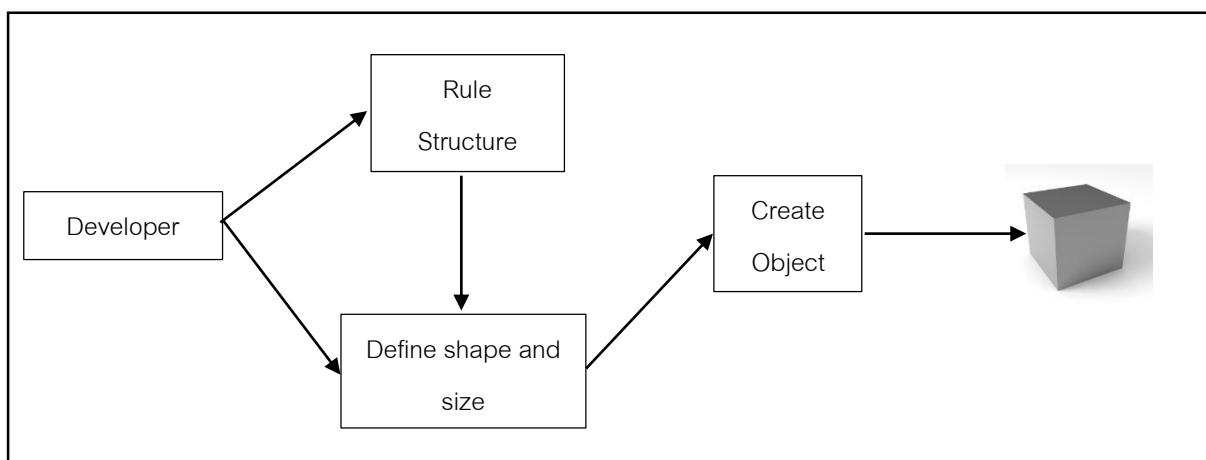 Rule
Structure
Developer
Create
Object
Define shape and
size